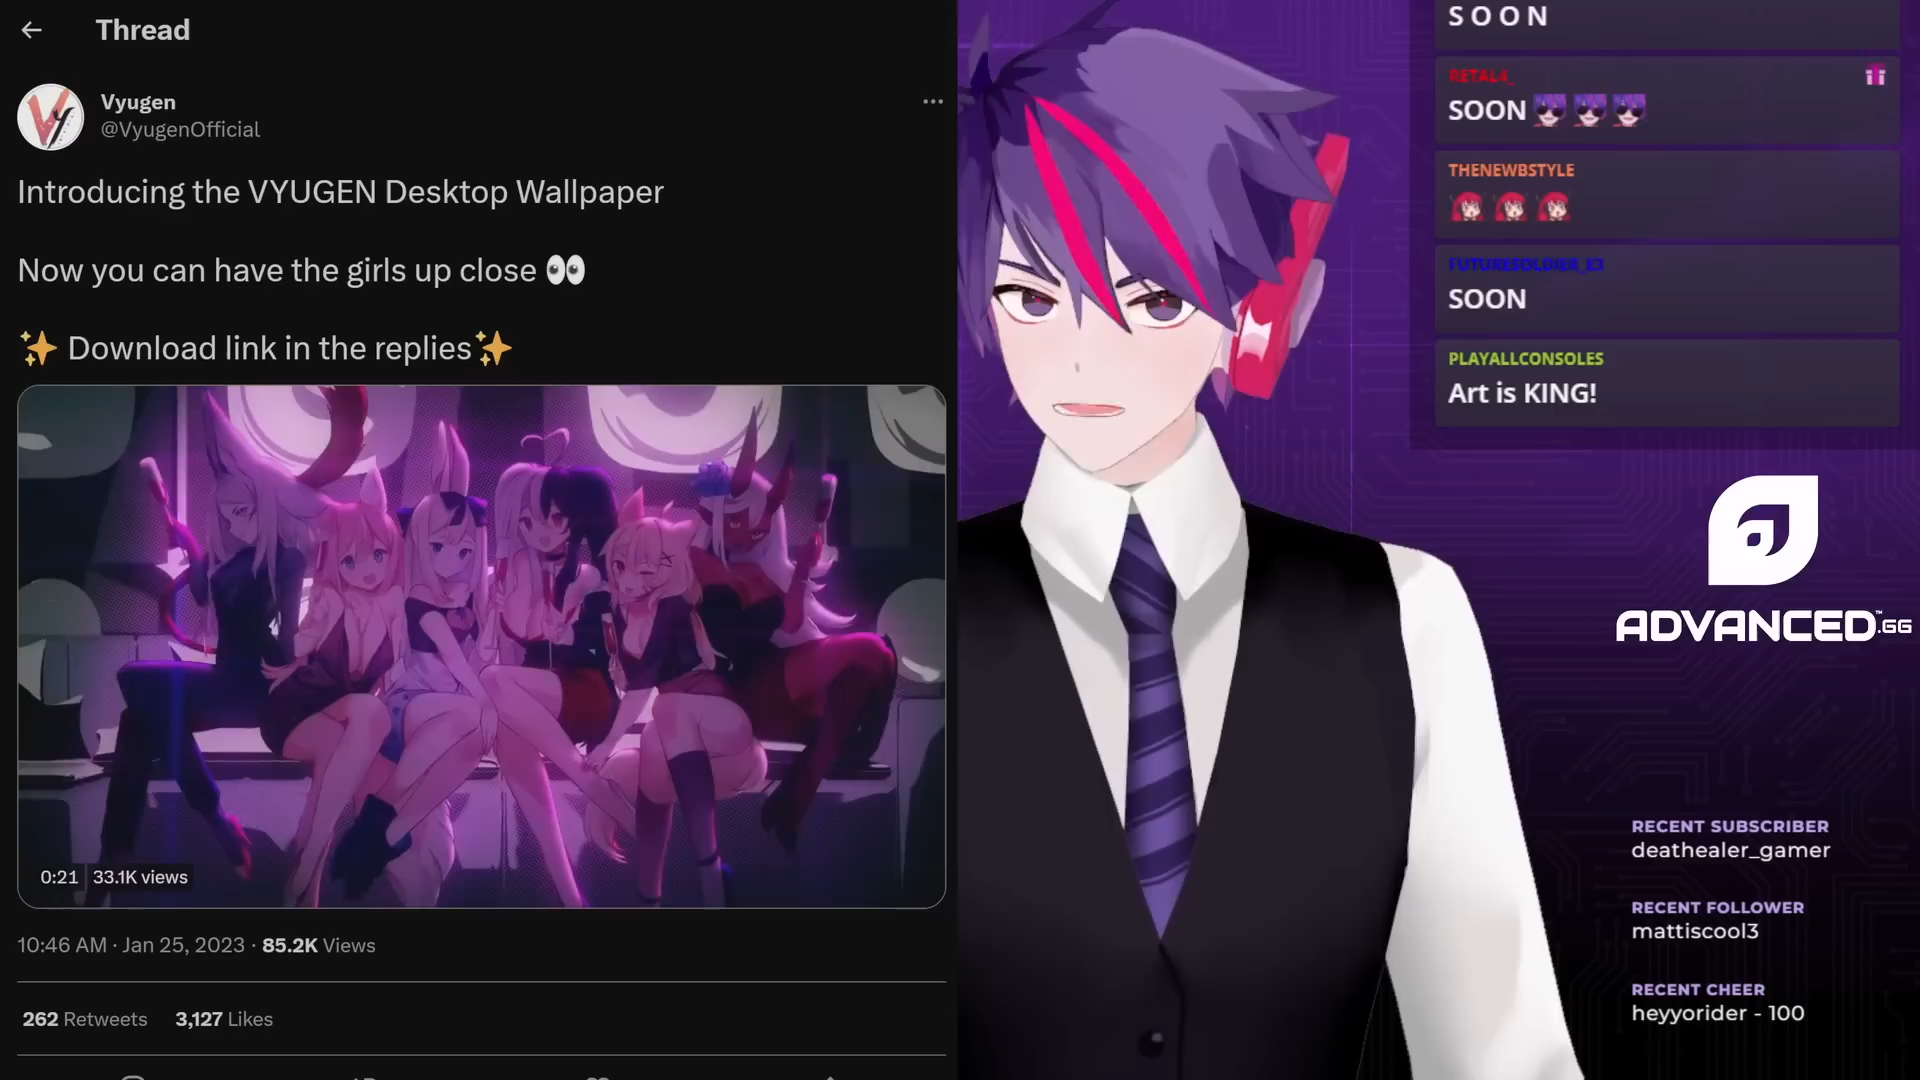 Thread
Vyugen
@VyugenOfficial
Introducing the VYUGEN Desktop Wallpaper
Now you can have the girls up close 👀
✨ Download link in the replies✨
0:21 33.1K views
10:46 AM · Jan 25, 2023 · 85.2K Views
262 Retweets 3,127 Likes
S O O N
RETAL4_
SOON
THENEWBSTYLE
FUTURESOLDIER_E3
SOON
PLAYALLCONSOLES
Art is KING!
ADVANCED™.GG
RECENT SUBSCRIBER
deathealer_gamer
RECENT FOLLOWER
mattiscool3
RECENT CHEER
heyyorider - 100